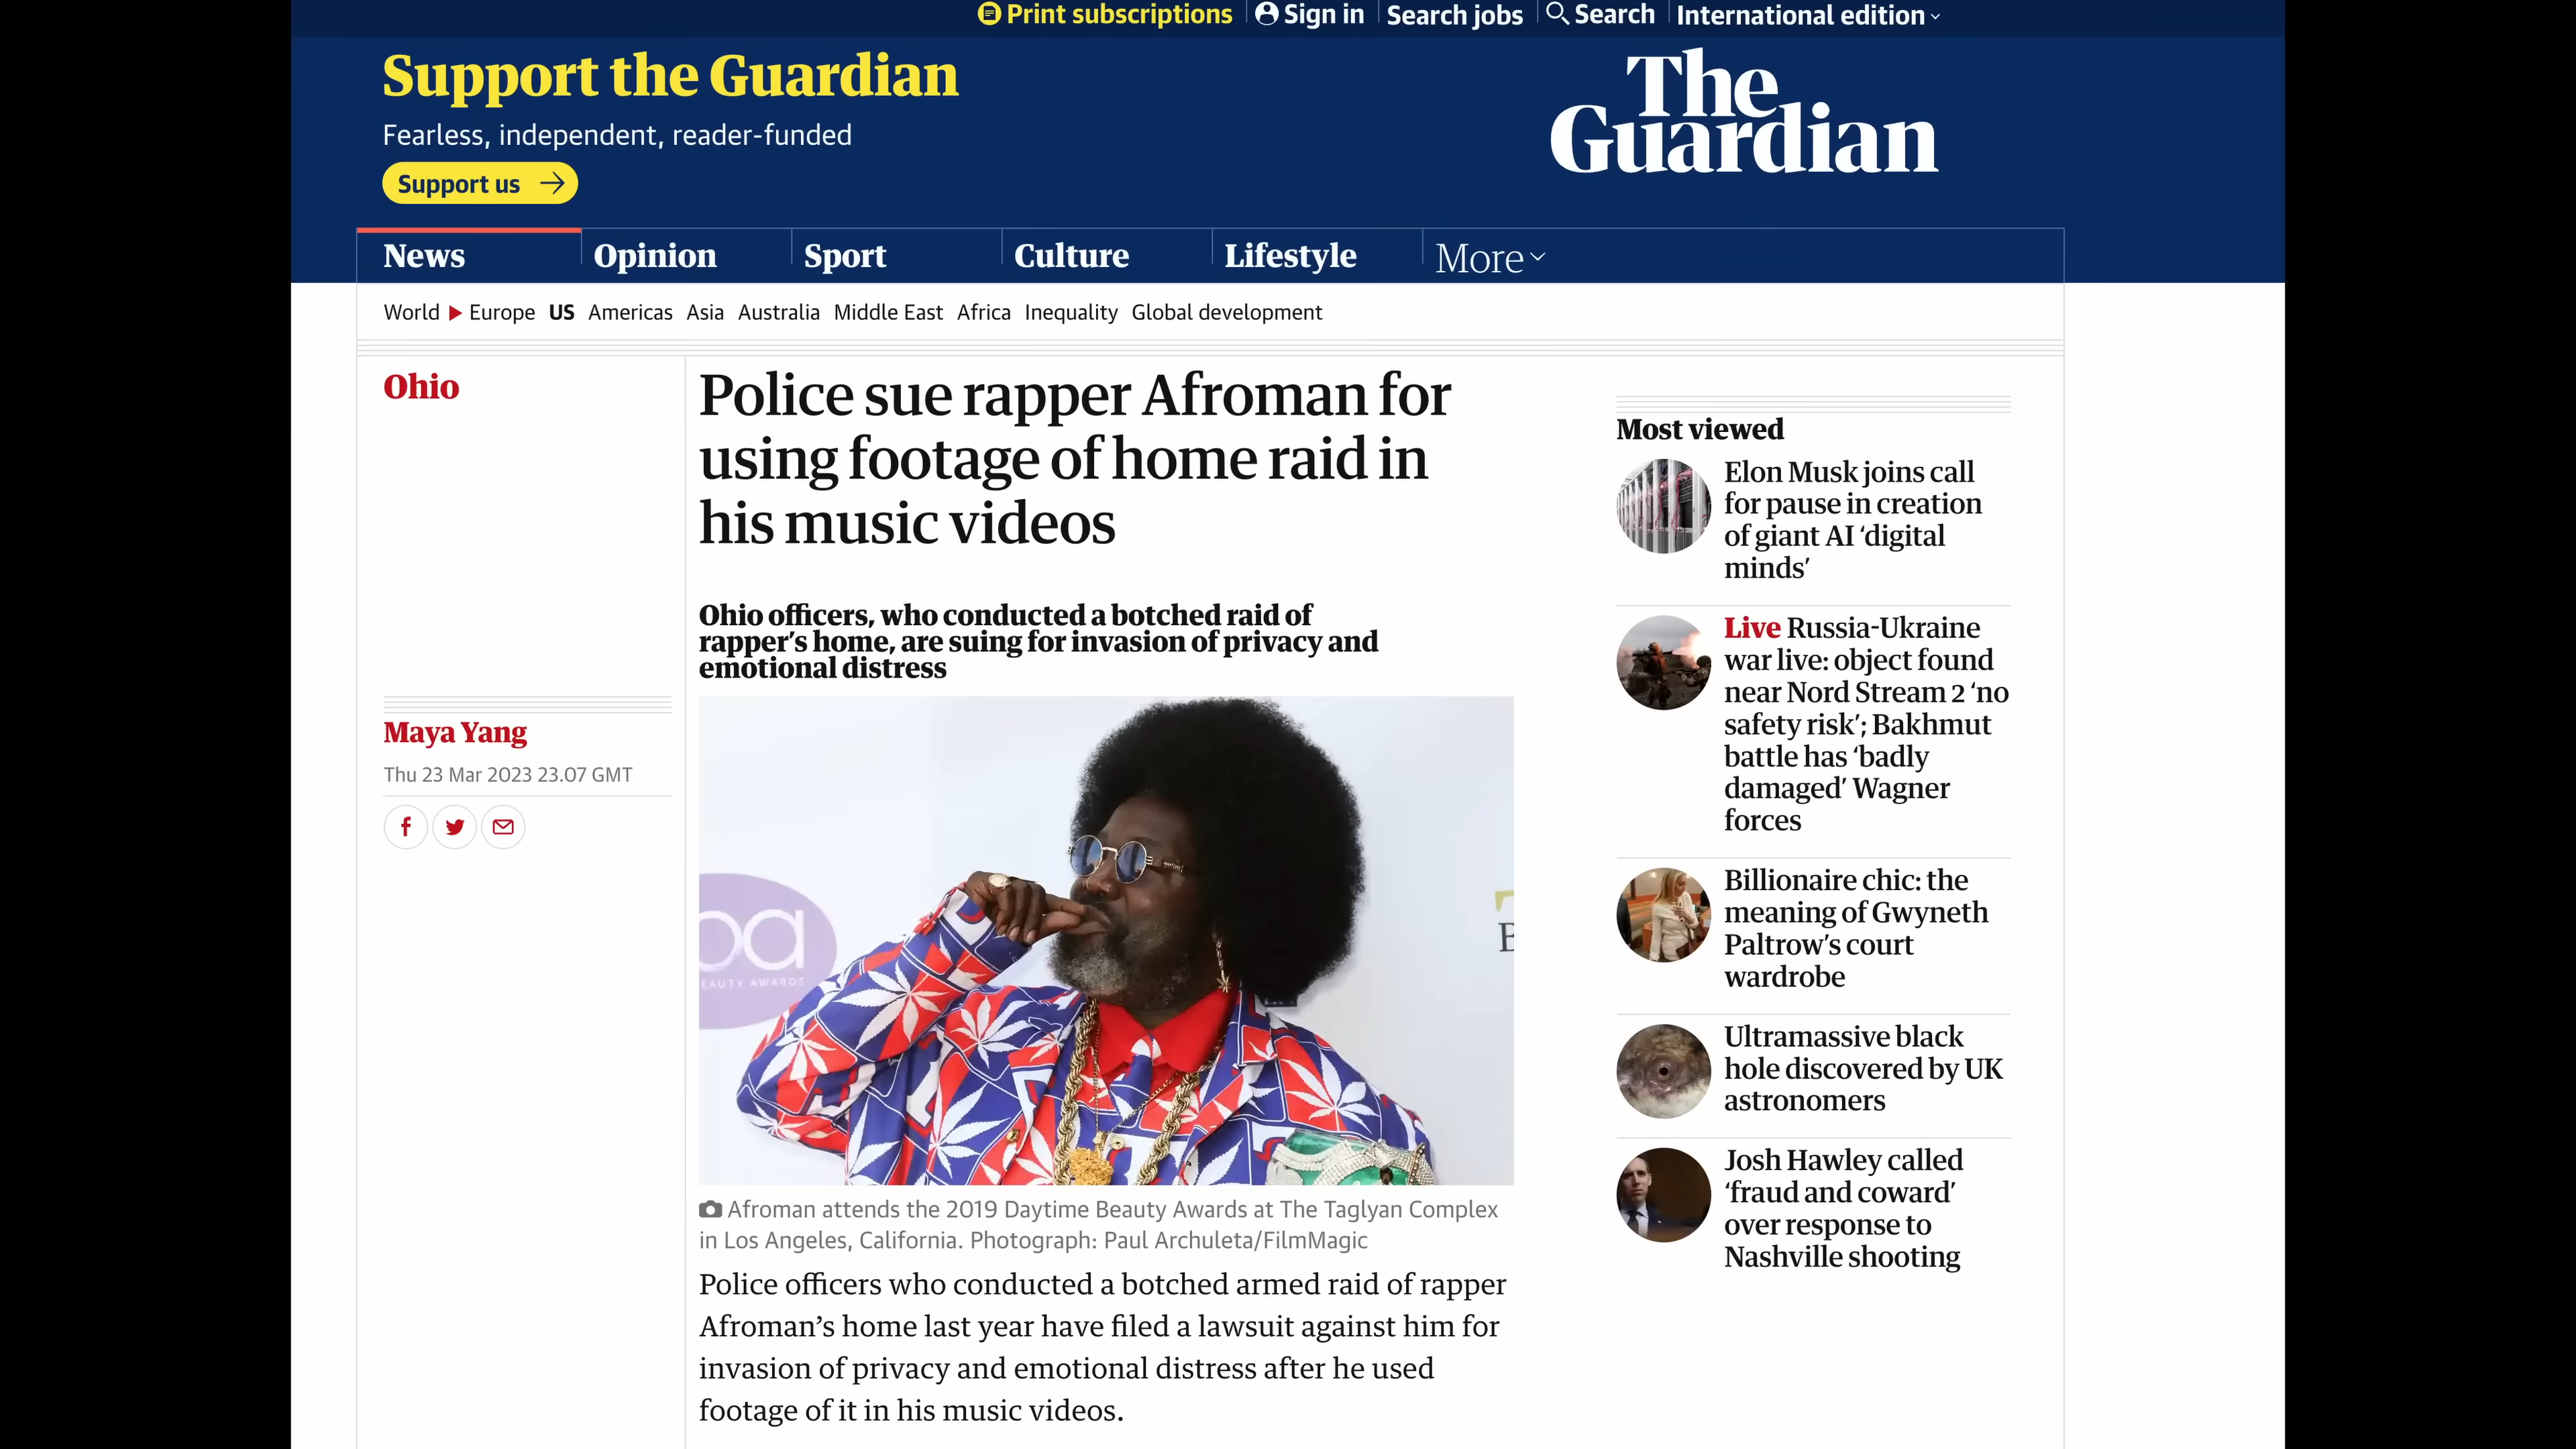 Print subscriptions
Sign in
Search jobs
Search
International edition
Support the Guardian
Fearless, independent, reader-funded
Support us
The
Guardian
News
Opinion
Sport
Culture
Lifestyle
More
World Europe US Americas Asia Australia Middle East Africa Inequality Global development
Ohio
Police sue rapper Afroman for
using footage of home raid in
his music videos
Ohio officers, who conducted a botched raid of
rapper’s home, are suing for invasion of privacy and
emotional distress
Maya Yang
Thu 23 Mar 2023 23.07 GMT
EAUTY AWARDS
B
Afroman attends the 2019 Daytime Beauty Awards at The Taglyan Complex
in Los Angeles, California. Photograph: Paul Archuleta/FilmMagic
Police officers who conducted a botched armed raid of rapper
Afroman’s home last year have filed a lawsuit against him for
invasion of privacy and emotional distress after he used
footage of it in his music videos.
Most viewed
Elon Musk joins call
for pause in creation
of giant AI ‘digital
minds’
Live Russia-Ukraine
war live: object found
near Nord Stream 2 ‘no
safety risk’; Bakhmut
battle has ‘badly
damaged’ Wagner
forces
Billionaire chic: the
meaning of Gwyneth
Paltrow’s court
wardrobe
Ultramassive black
hole discovered by UK
astronomers
Josh Hawley called
‘fraud and coward’
over response to
Nashville shooting